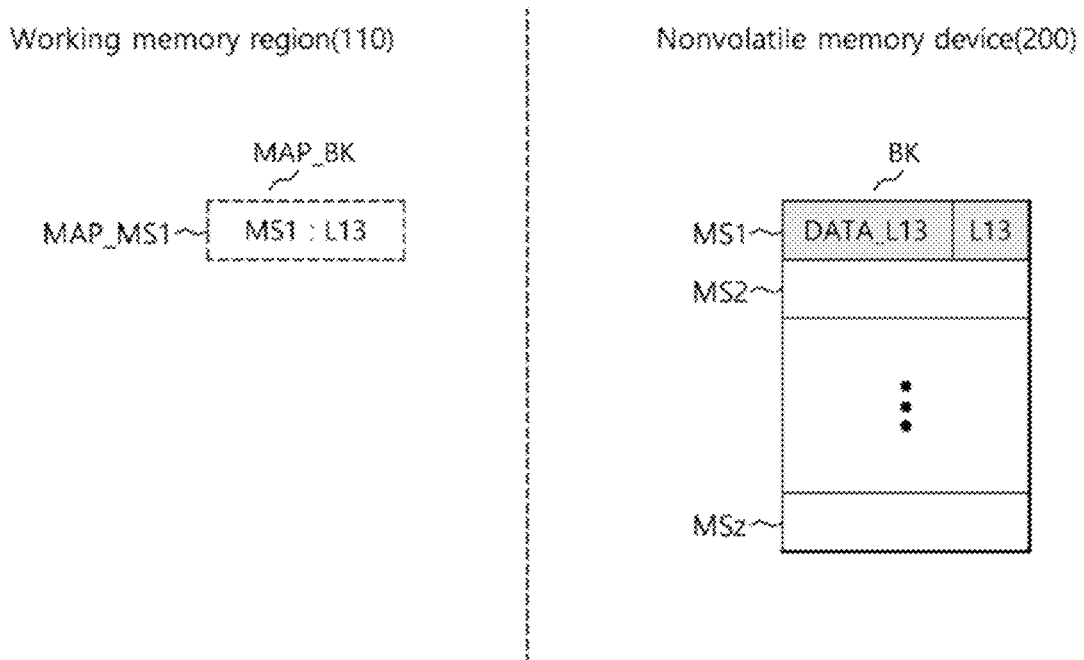 Working memory region(110)
Nonvolatile memory device(200)
MAP_BK
MAP_MS1
MS1 : L13
BK
MS1
DATA_L13
L13
MS2
MSz